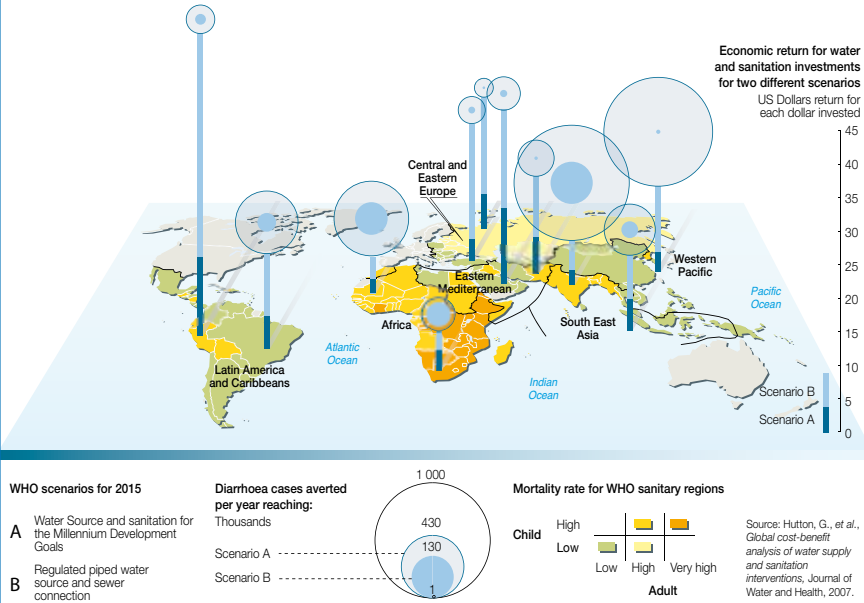 Economic return for water
and sanitation investments
for two different scenarios
US Dollars return for
each dollar invested
45
40
35
30
25
20
15
10
5
0
Scenario B
Scenario A
Central and
Eastern
Europe
Western
Pacific
Eastern
Mediterranean
Pacific
Ocean
Africa
South East
Asia
Atlantic
Ocean
Latin America
and Caribbeans
Indian
Ocean
WHO scenarios for 2015
A
Water Source and sanitation for
the Millennium Development
Goals
B
Regulated piped water
source and sewer
connection
Diarrhoea cases averted
per year reaching:
Thousands
Scenario A
Scenario B
1 000
430
130
1
Mortality rate for WHO sanitary regions
Child
High
Low
Low
High
Very high
Adult
Source: Hutton, G., et al.,
Global cost-benefit
analysis of water supply
and sanitation
interventions, Journal of
Water and Health, 2007.